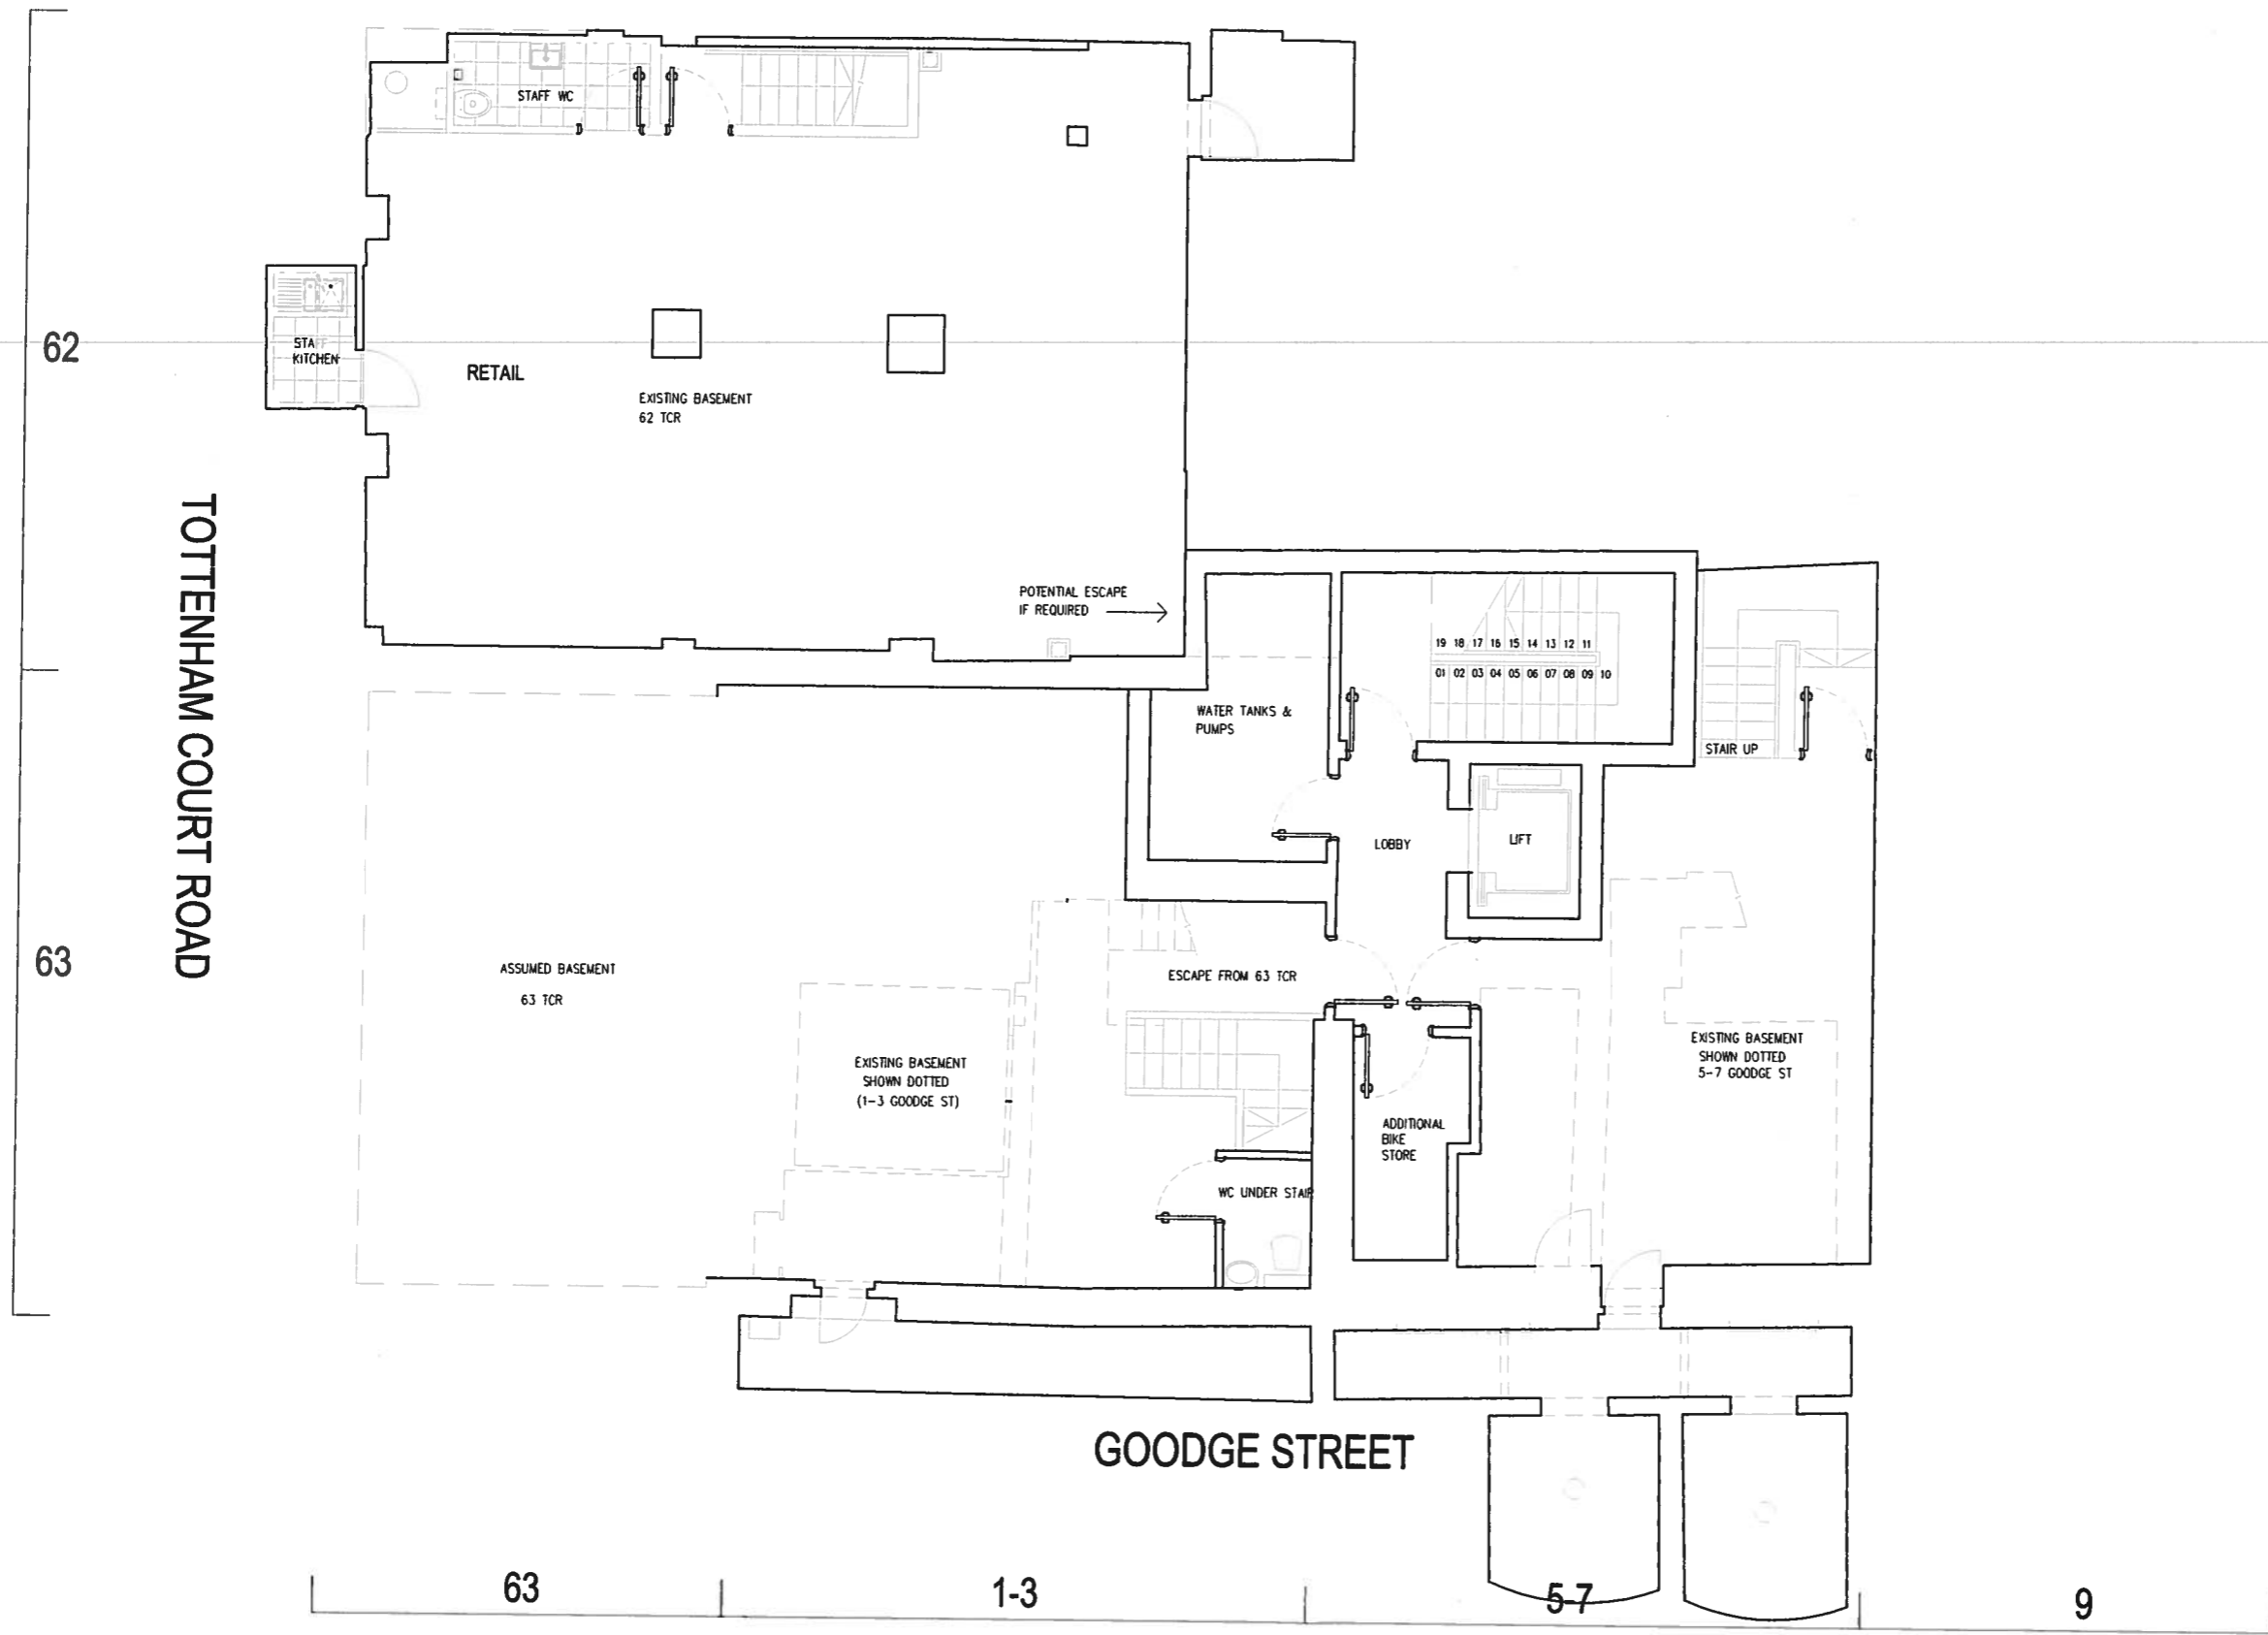 STAFF WC
62
STAFF
KITCHEN
RETAIL
EXISTING BASEMENT
62 TCR
TOTTENHAM COURT ROAD
POTENTIAL ESCAPE
IF REQUIRED
19 18 17 16 15 14 13 12 11
01 02 03 04 05 06 07 08 09 10
WATER TANKS &
PUMPS
STAIR UP
LOBBY
LIFT
63
ASSUMED BASEMENT
63 TCR
ESCAPE FROM 63 TCR
EXISTING BASEMENT
SHOWN DOTTED
(1-3 GOODGE ST)
EXISTING BASEMENT
SHOWN DOTTED
5-7 GOODGE ST
ADDITIONAL
BIKE
STORE
WC UNDER STAIR
GOODGE STREET
63
1-3
5-7
9